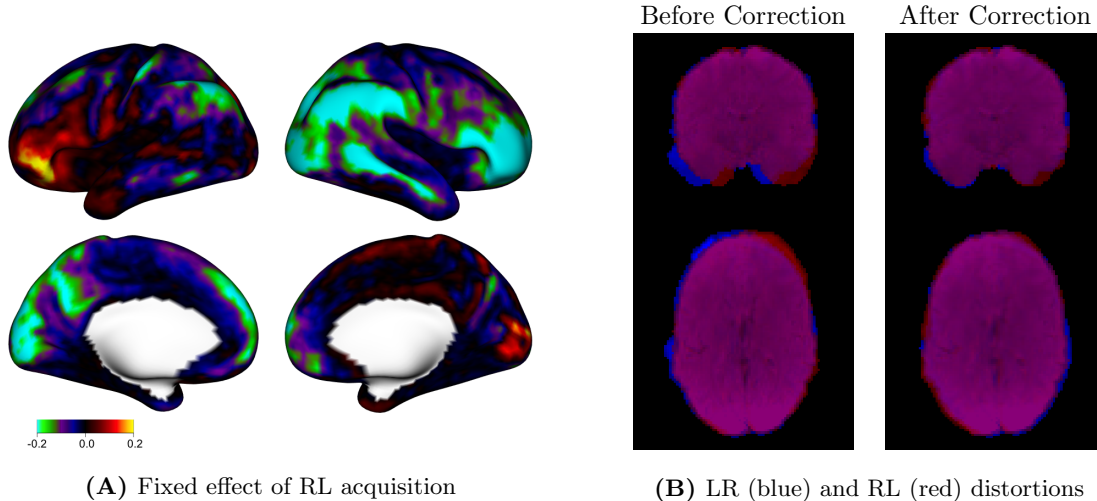 Before Correction
After Correction
-0.2 0.0 0.2
(A) Fixed effect of RL acquisition
(B) LR (blue) and RL (red) distortions